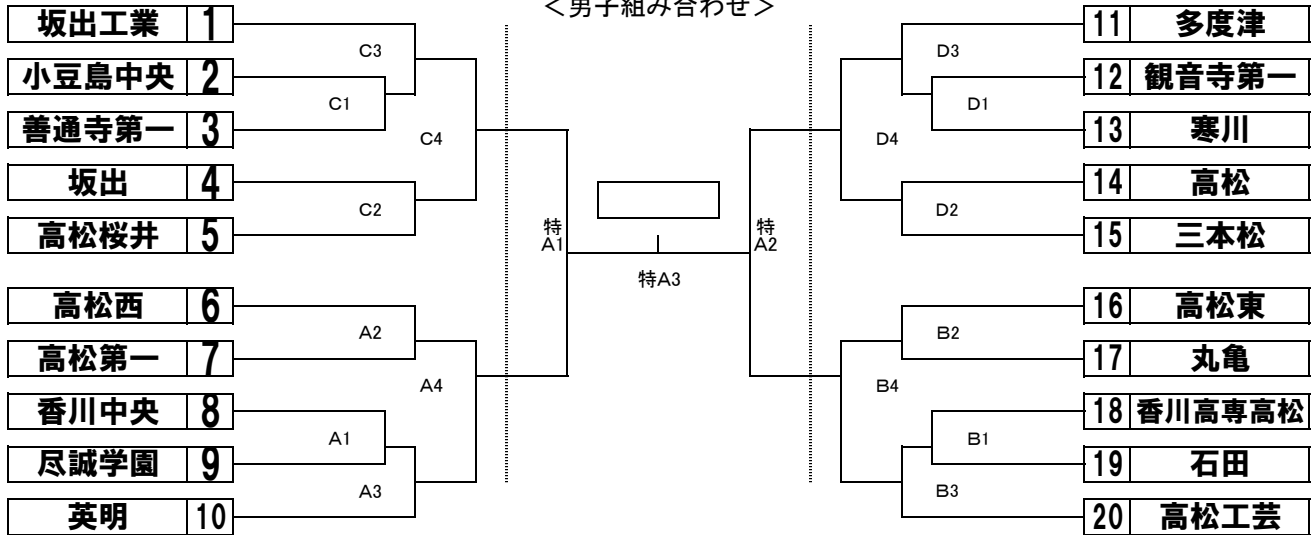 ＜男子組み合わせ＞
坂出工業 1
C3
小豆島中央 2
C1
善通寺第一 3
C4
坂出 4
C2
高松桜井 5
高松西 6
A2
高松第一 7
A4
香川中央 8
A1
尽誠学園 9
A3
英明 10
特
A1
特A3
特
A2
11 多度津
D3
12 観音寺第一
D1
13 寒川
D4
14 高松
D2
15 三本松
16 高松東
B2
17 丸亀
B4
18 香川高専高松
B1
19 石田
B3
20 高松工芸